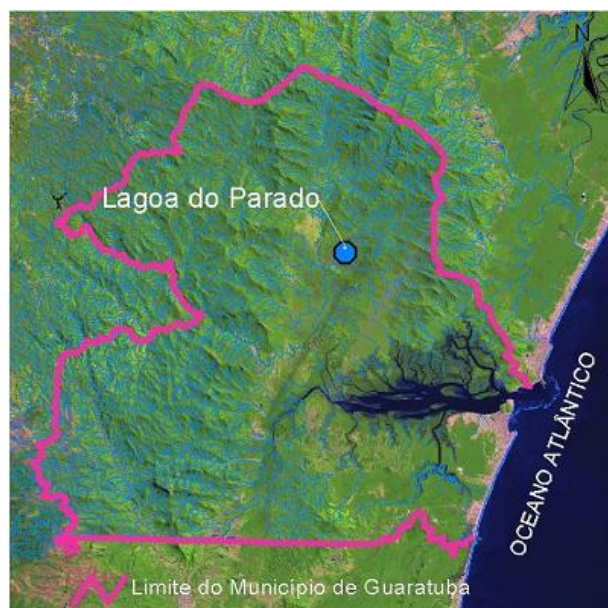 N
Lagoa do Parado
OCEANO ATLÂNTICO
Limite do Município de Guaratuba